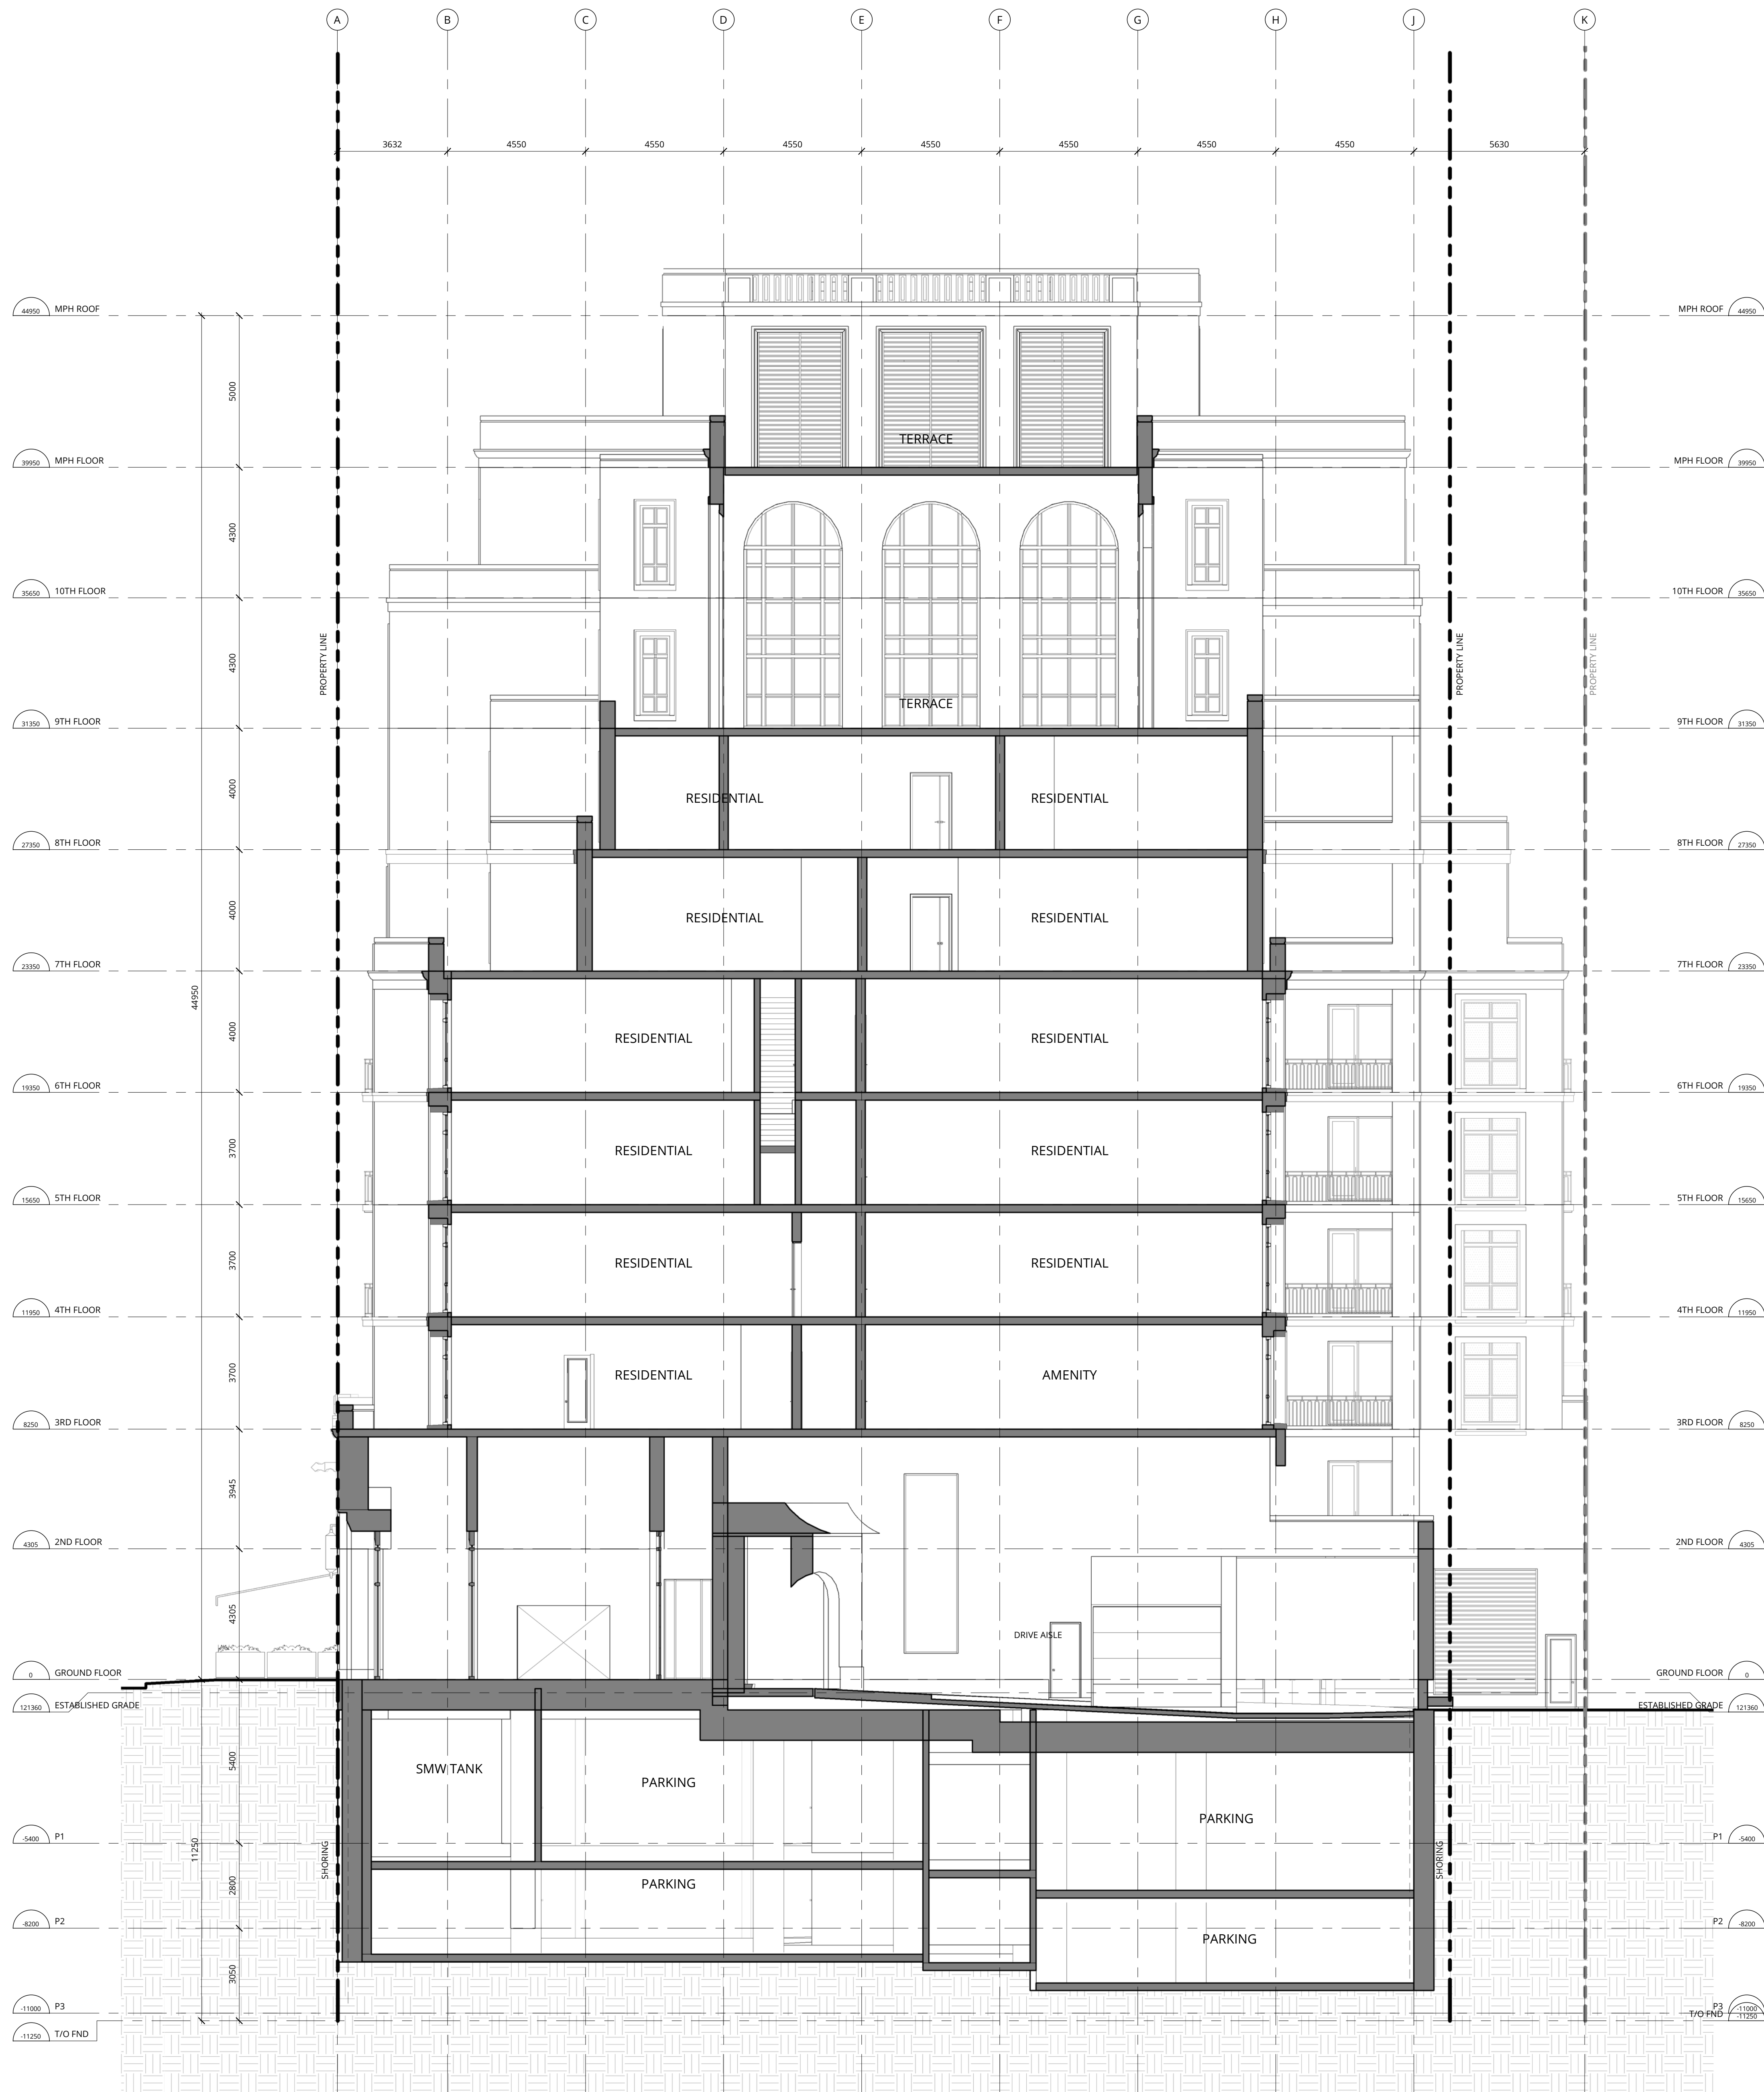 A B C D E F G H J K
3632 4550 4550 4550 4550 4550 4550 4550 5630
44950 MPH ROOF MPH ROOF 44950
5000
TERRACE
39950 MPH FLOOR MPH FLOOR 39950
4300
35650 10TH FLOOR 10TH FLOOR 35650
PROPERTY LINE PROPERTY LINE PROPERTY LINE
4300
TERRACE
31350 9TH FLOOR 9TH FLOOR 31350
4000
RESIDENTIAL RESIDENTIAL
27350 8TH FLOOR 8TH FLOOR 27350
4000
RESIDENTIAL RESIDENTIAL
23350 7TH FLOOR 7TH FLOOR 23350
44950
4000
RESIDENTIAL RESIDENTIAL
19350 6TH FLOOR 6TH FLOOR 19350
3700
RESIDENTIAL RESIDENTIAL
15650 5TH FLOOR 5TH FLOOR 15650
3700
RESIDENTIAL RESIDENTIAL
11950 4TH FLOOR 4TH FLOOR 11950
3700
RESIDENTIAL AMENITY
8250 3RD FLOOR 3RD FLOOR 8250
3945
4305 2ND FLOOR 2ND FLOOR 4305
4305
DRIVE AISLE
0 GROUND FLOOR GROUND FLOOR 0
121360 ESTABLISHED GRADE ESTABLISHED GRADE 121360
5400
SMW TANK PARKING
PARKING
-5400 P1 P1 -5400
11250
SHORING SHORING
2800
PARKING
-8200 P2 P2 -8200
PARKING
3050
-11000 P3 P3 -11000
-11250 T/O FND T/O FND -11250